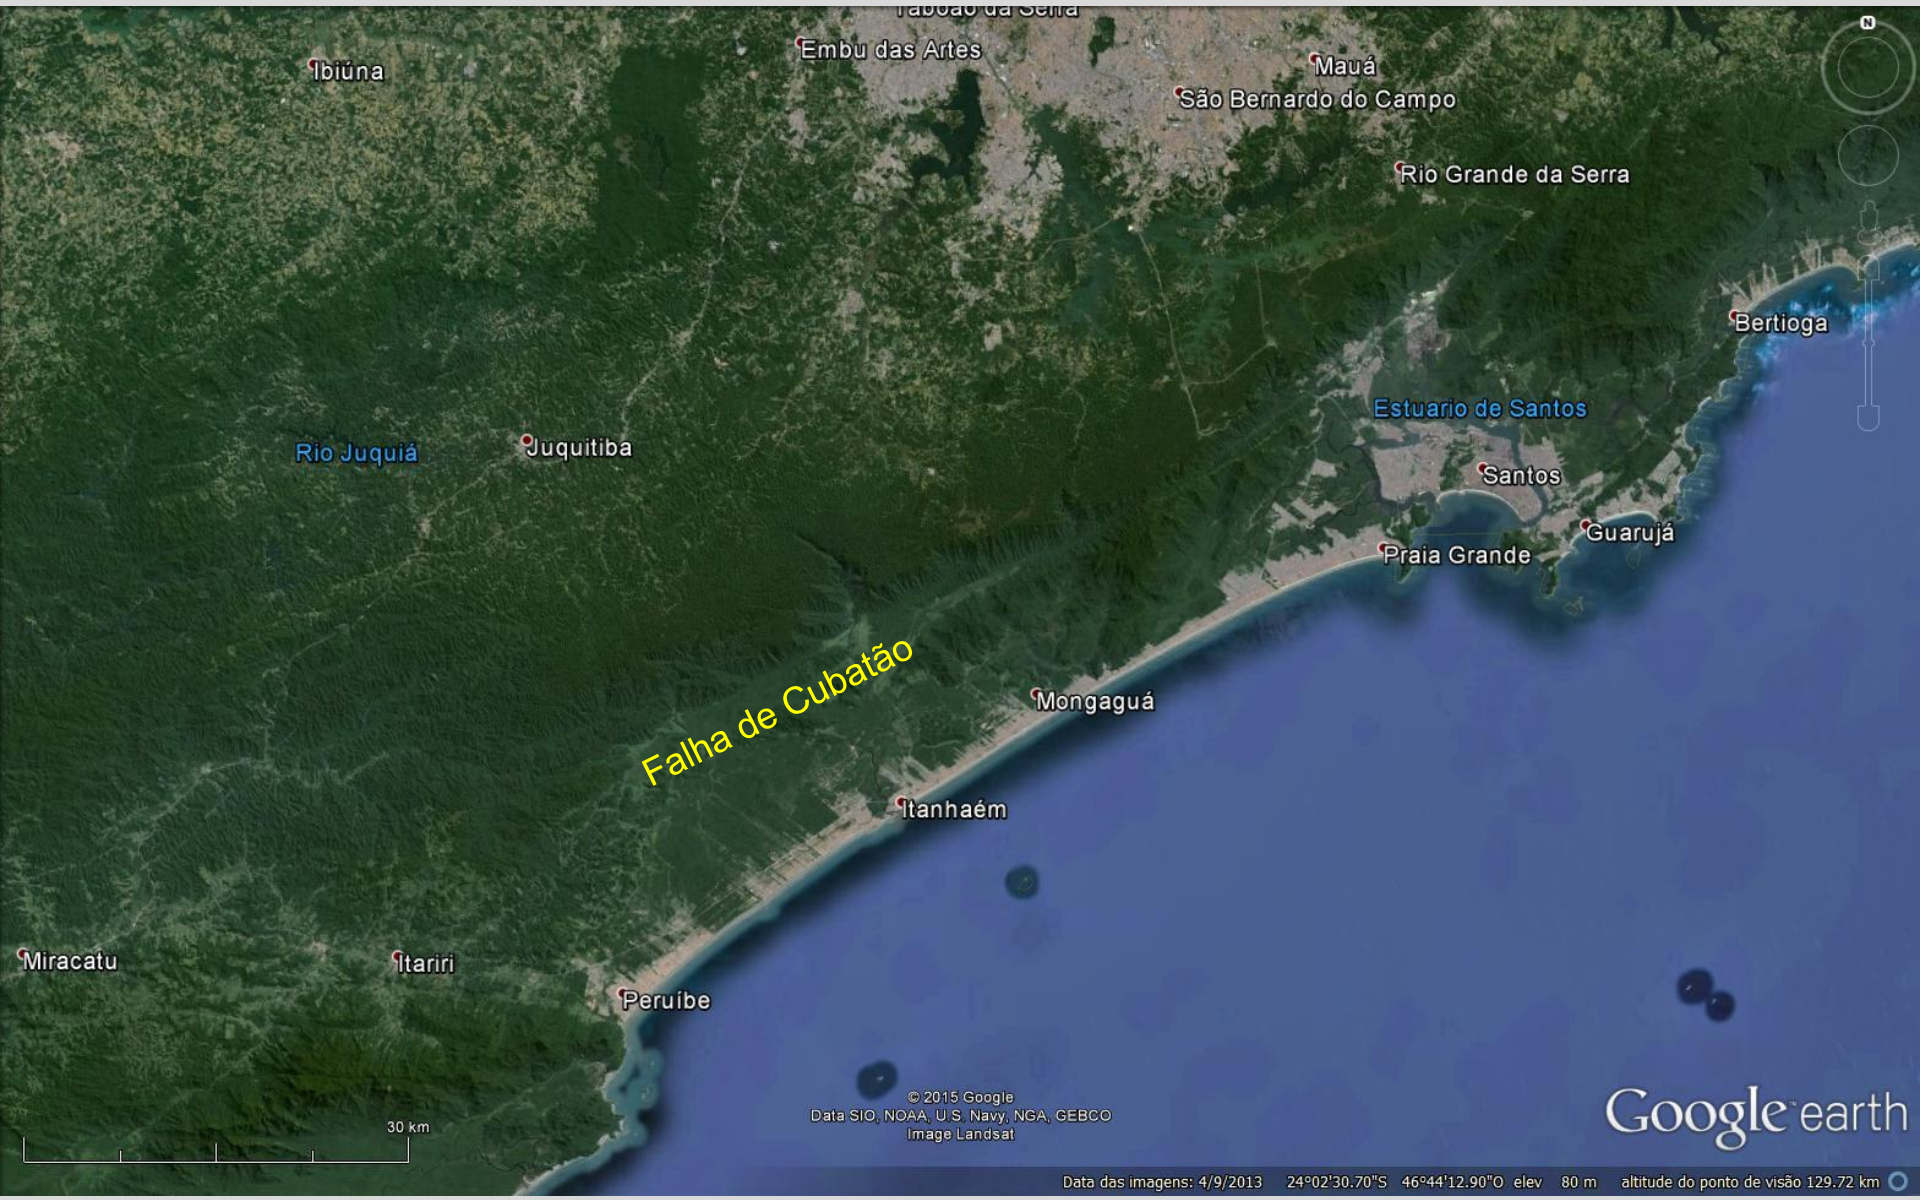 Taboão da Serra
Embu das Artes
Ibiúna
Mauá
São Bernardo do Campo
Rio Grande da Serra
N
Bertioga
Estuario de Santos
Rio Juquiá
Juquitiba
Santos
Guarujá
Praia Grande
Falha de Cubatão
Mongaguá
Itanhaém
Miracatu
Itariri
Peruíbe
30 km
© 2015 Google
Data SIO, NOAA, U.S. Navy, NGA, GEBCO
Image Landsat
Google earth
Data das imagens: 4/9/2013 24°02'30.70"S 46°44'12.90"O elev 80 m altitude do ponto de visão 129.72 km